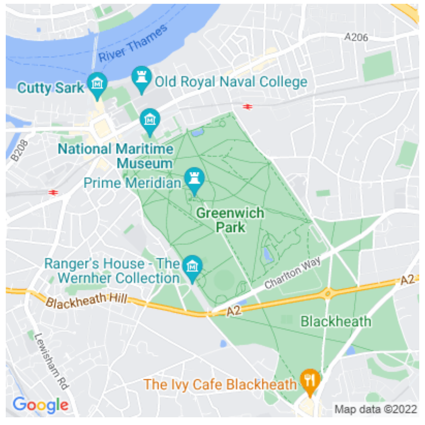 River Thames
A206
Cutty Sark
Old Royal Naval College
B208
National Maritime
Museum
Prime Meridian
Greenwich
Park
Ranger's House - The
Wernher Collection
Charlton Way
A2
Blackheath Hill
A2
Blackheath
Lewisham Rd
The Ivy Cafe Blackheath
Google
Map data ©2022